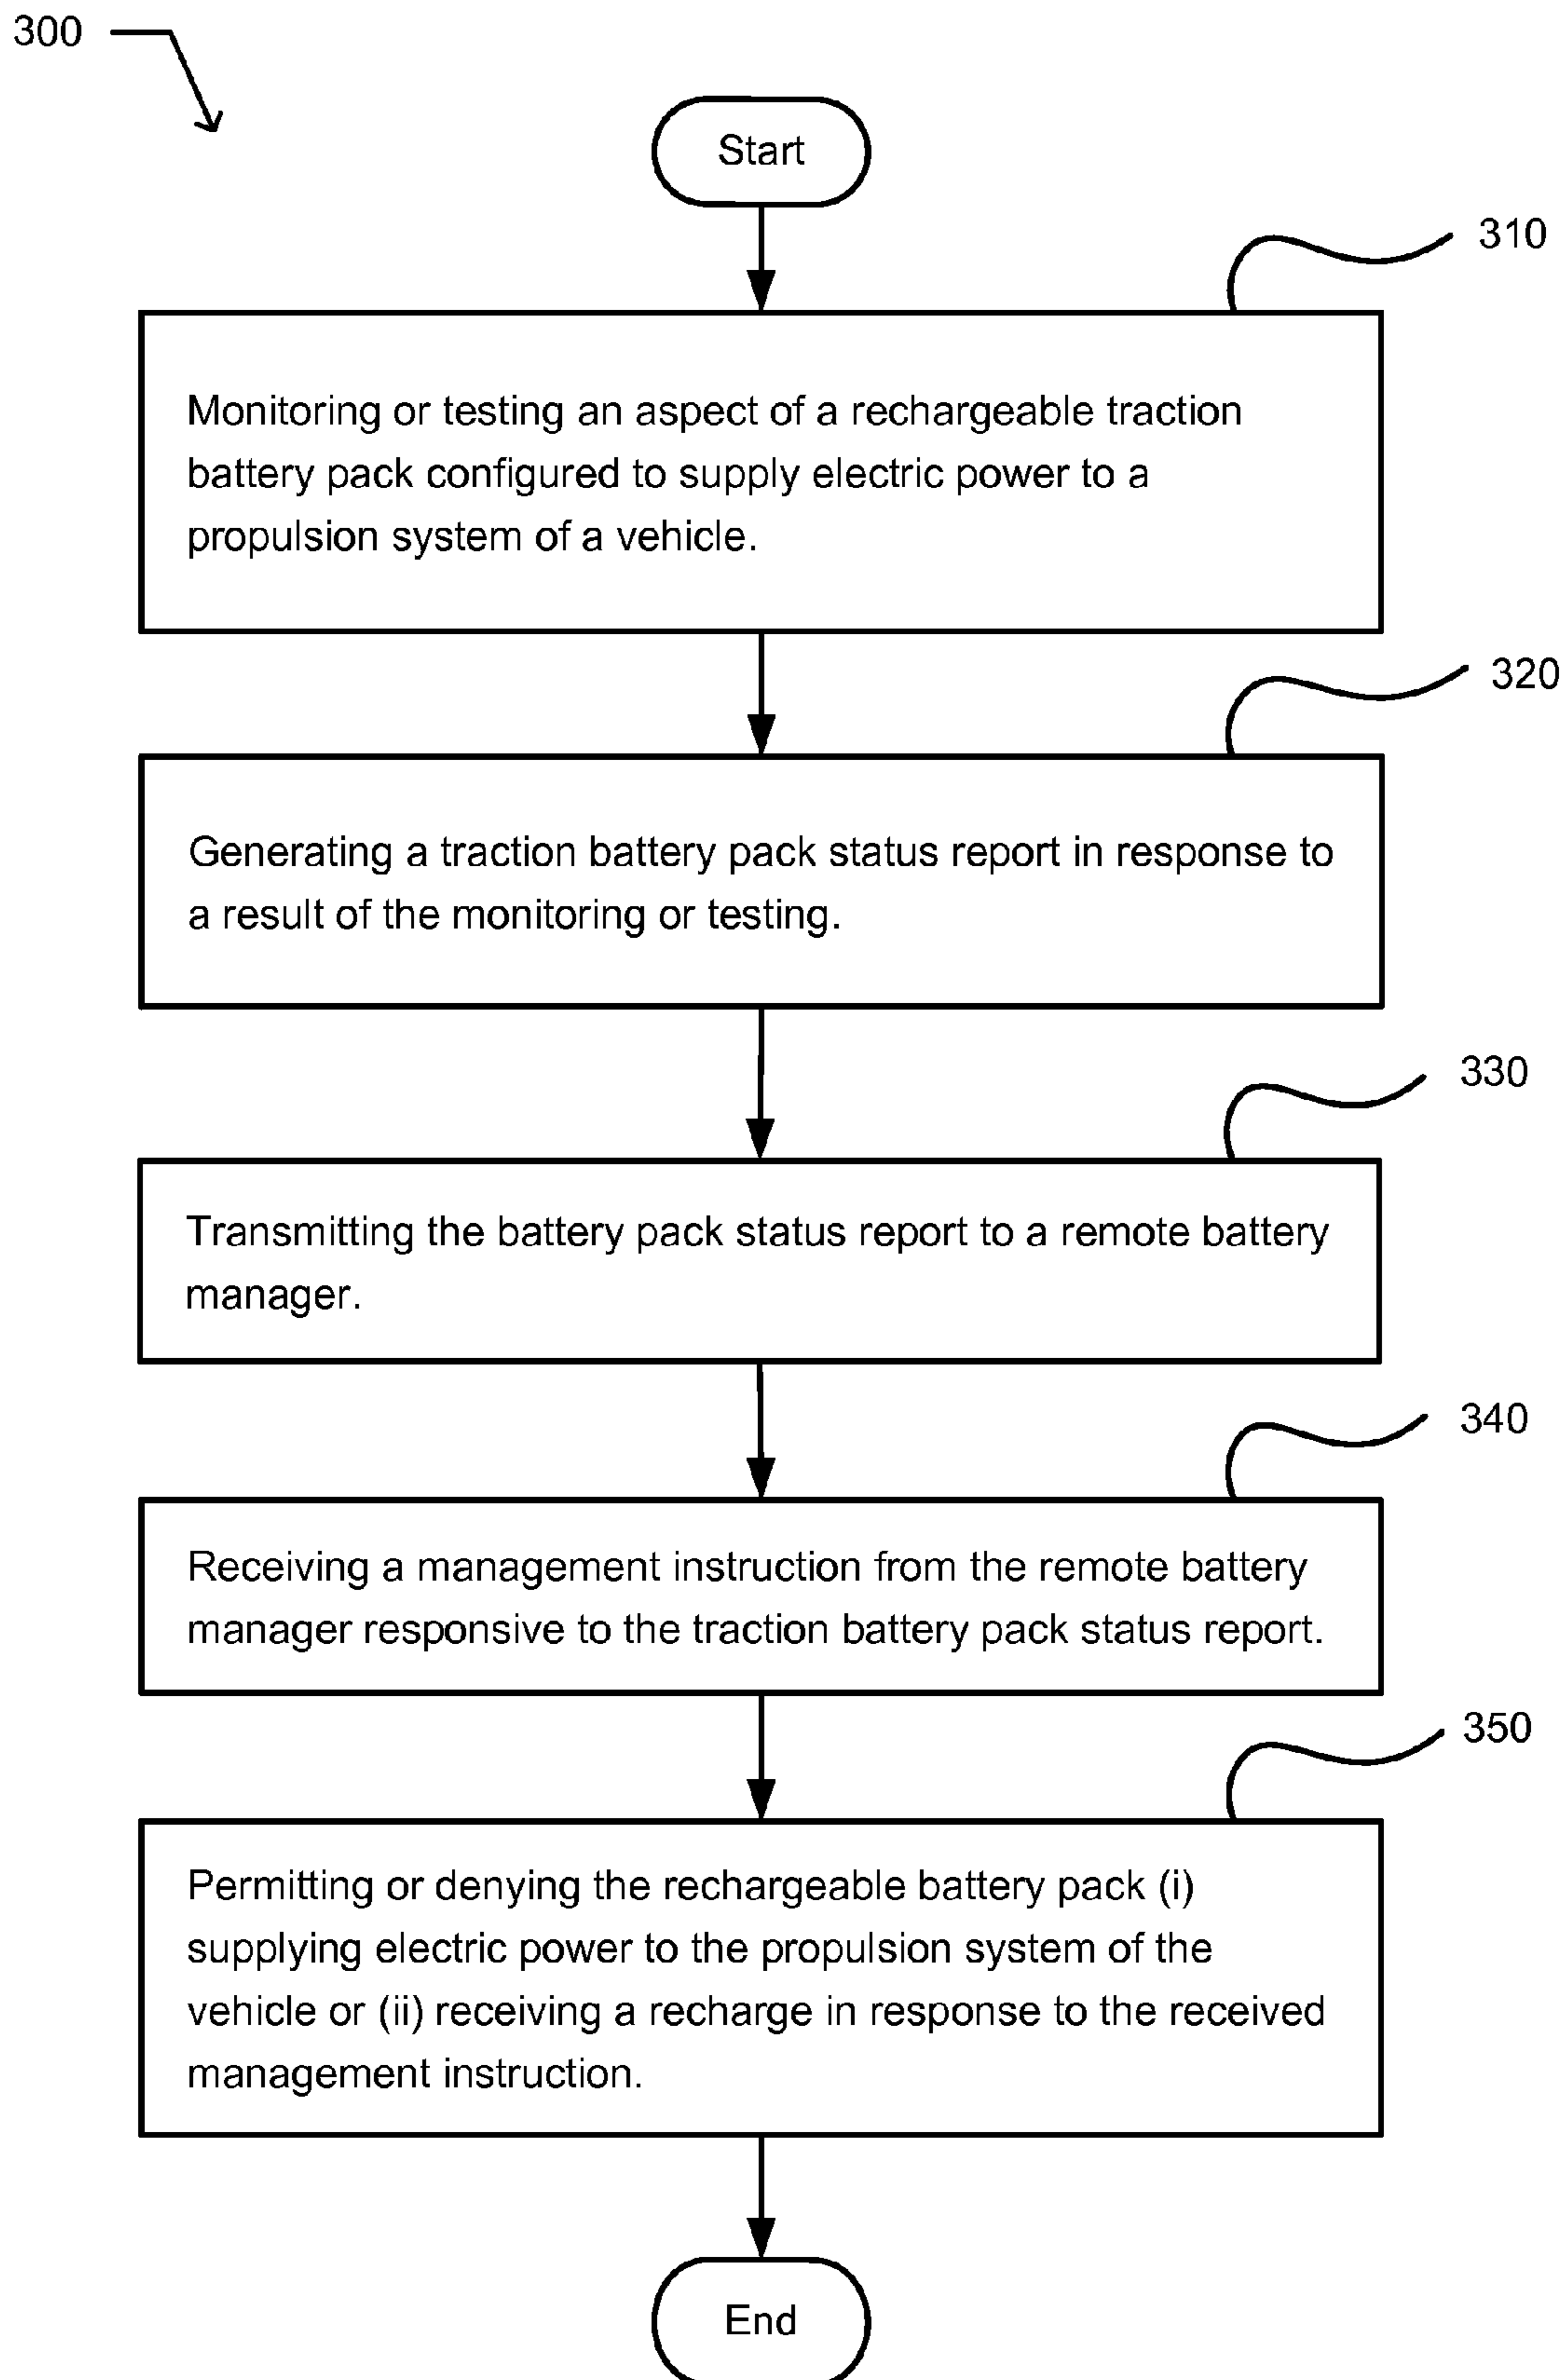 300
Start
310
Monitoring or testing an aspect of a rechargeable traction
battery pack configured to supply electric power to a
propulsion system of a vehicle.
320
Generating a traction battery pack status report in response to
a result of the monitoring or testing.
330
Transmitting the battery pack status report to a remote battery
manager.
340
Receiving a management instruction from the remote battery
manager responsive to the traction battery pack status report.
350
Permitting or denying the rechargeable battery pack (i)
supplying electric power to the propulsion system of the
vehicle or (ii) receiving a recharge in response to the received
management instruction.
End